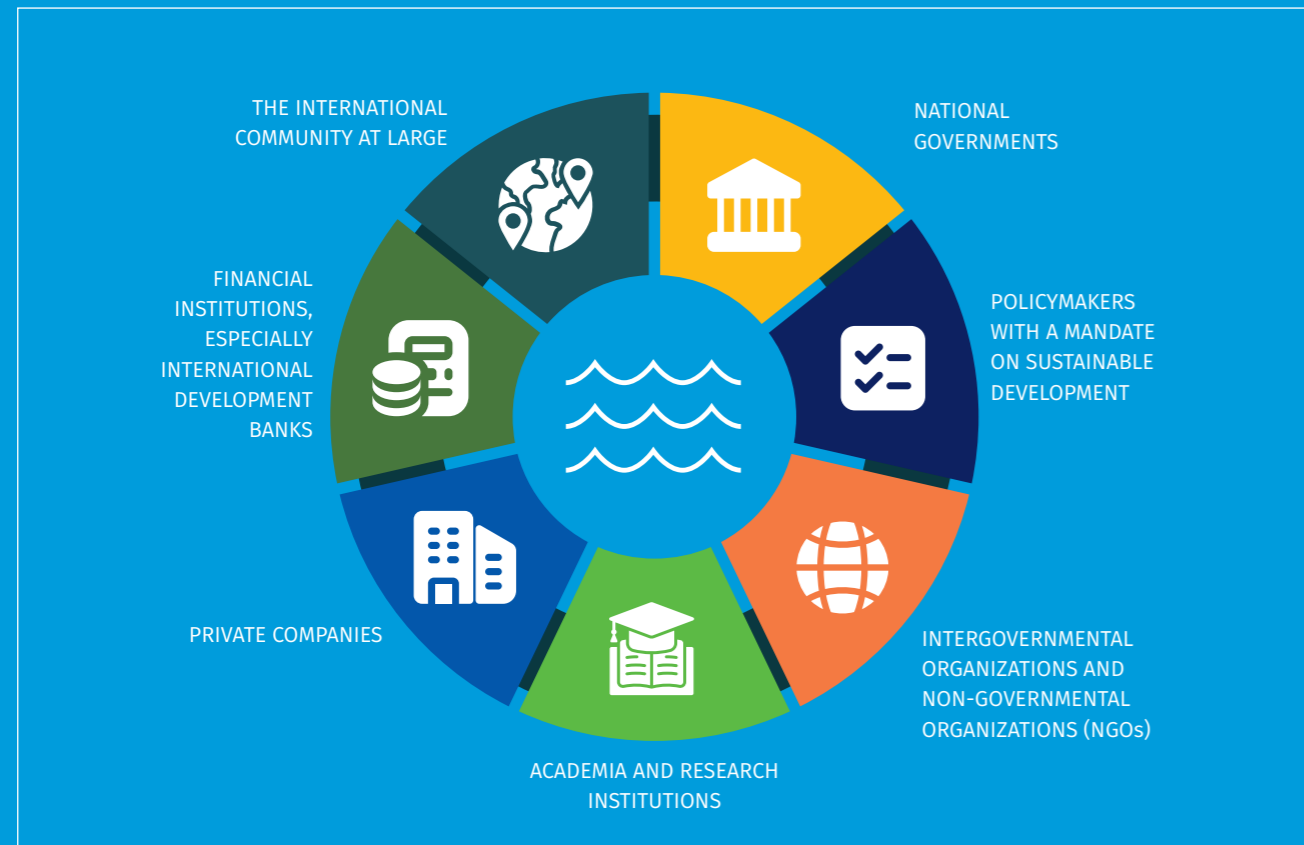 THE INTERNATIONAL
COMMUNITY AT LARGE
NATIONAL
GOVERNMENTS
FINANCIAL
INSTITUTIONS,
ESPECIALLY
INTERNATIONAL
DEVELOPMENT
BANKS
POLICYMAKERS
WITH A MANDATE
ON SUSTAINABLE
DEVELOPMENT
PRIVATE COMPANIES
INTERGOVERNMENTAL
ORGANIZATIONS AND
NON-GOVERNMENTAL
ORGANIZATIONS (NGOs)
ACADEMIA AND RESEARCH
INSTITUTIONS